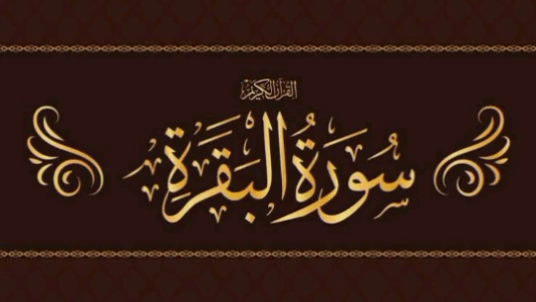 القرآن الكريم
سُورَةُ البَقَرَةِ